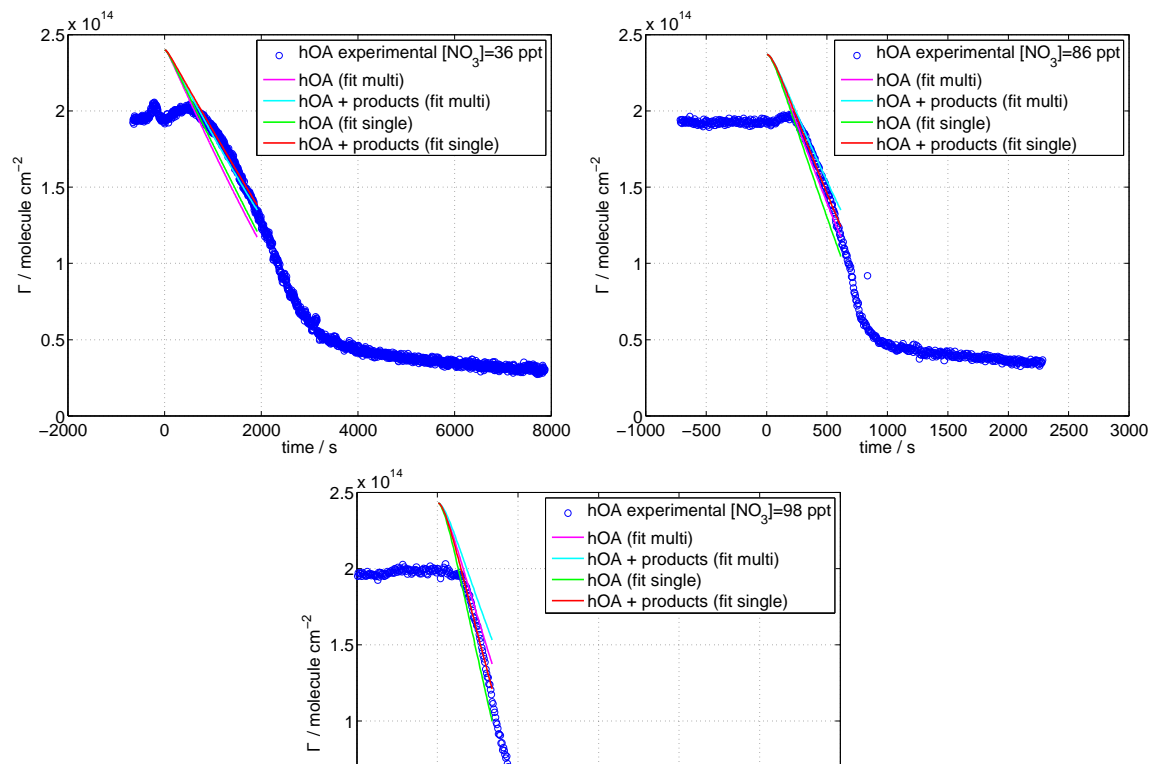 2.5 x 10^14
2
1.5
1
0.5
0
−2000 0 2000 4000 6000 8000
time / s
Γ / molecule cm−2
hOA experimental [NO3]=36 ppt
hOA (fit multi)
hOA + products (fit multi)
hOA (fit single)
hOA + products (fit single)
2.5 x 10^14
2
1.5
1
0.5
0
−1000 −500 0 500 1000 1500 2000 2500 3000
time / s
Γ / molecule cm−2
hOA experimental [NO3]=86 ppt
hOA (fit multi)
hOA + products (fit multi)
hOA (fit single)
hOA + products (fit single)
2.5 x 10^14
2
1.5
1
Γ / molecule cm−2
hOA experimental [NO3]=98 ppt
hOA (fit multi)
hOA + products (fit multi)
hOA (fit single)
hOA + products (fit single)